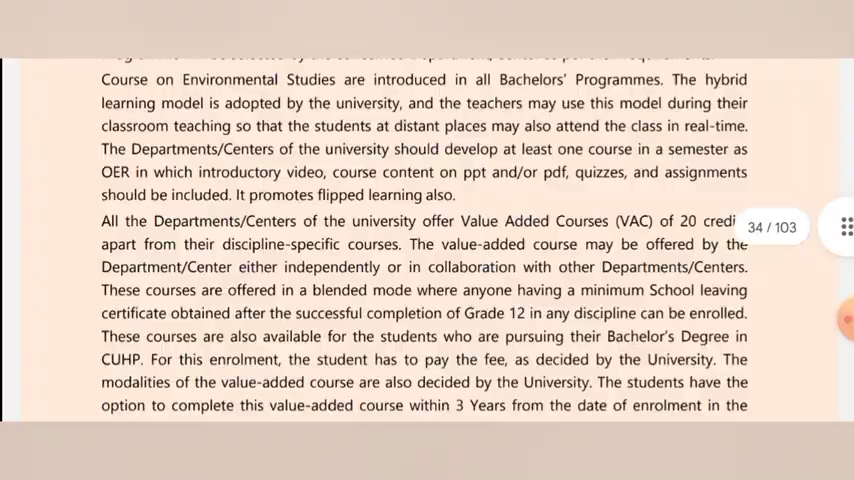 Course on Environmental Studies are introduced in all Bachelors' Programmes. The hybrid
learning model is adopted by the university, and the teachers may use this model during their
classroom teaching so that the students at distant places may also attend the class in real-time.
The Departments/Centers of the university should develop at least one course in a semester as
OER in which introductory video, course content on ppt and/or pdf, quizzes, and assignments
should be included. It promotes flipped learning also.
All the Departments/Centers of the university offer Value Added Courses (VAC) of 20
34 / 103
apart from their discipline-specific courses. The value-added course may be offered by the
Department/Center either independently or in collaboration with other Departments/Centers.
These courses are offered in a blended mode where anyone having a minimum School leaving
certificate obtained after the successful completion of Grade 12 in any discipline can be enrolled.
These courses are also available for the students who are pursuing their Bachelor's Degree in
CUHP. For this enrolment, the student has to pay the fee, as decided by the University. The
modalities of the value-added course are also decided by the University. The students have the
option to complete this value-added course within 3 Years from the date of enrolment in the